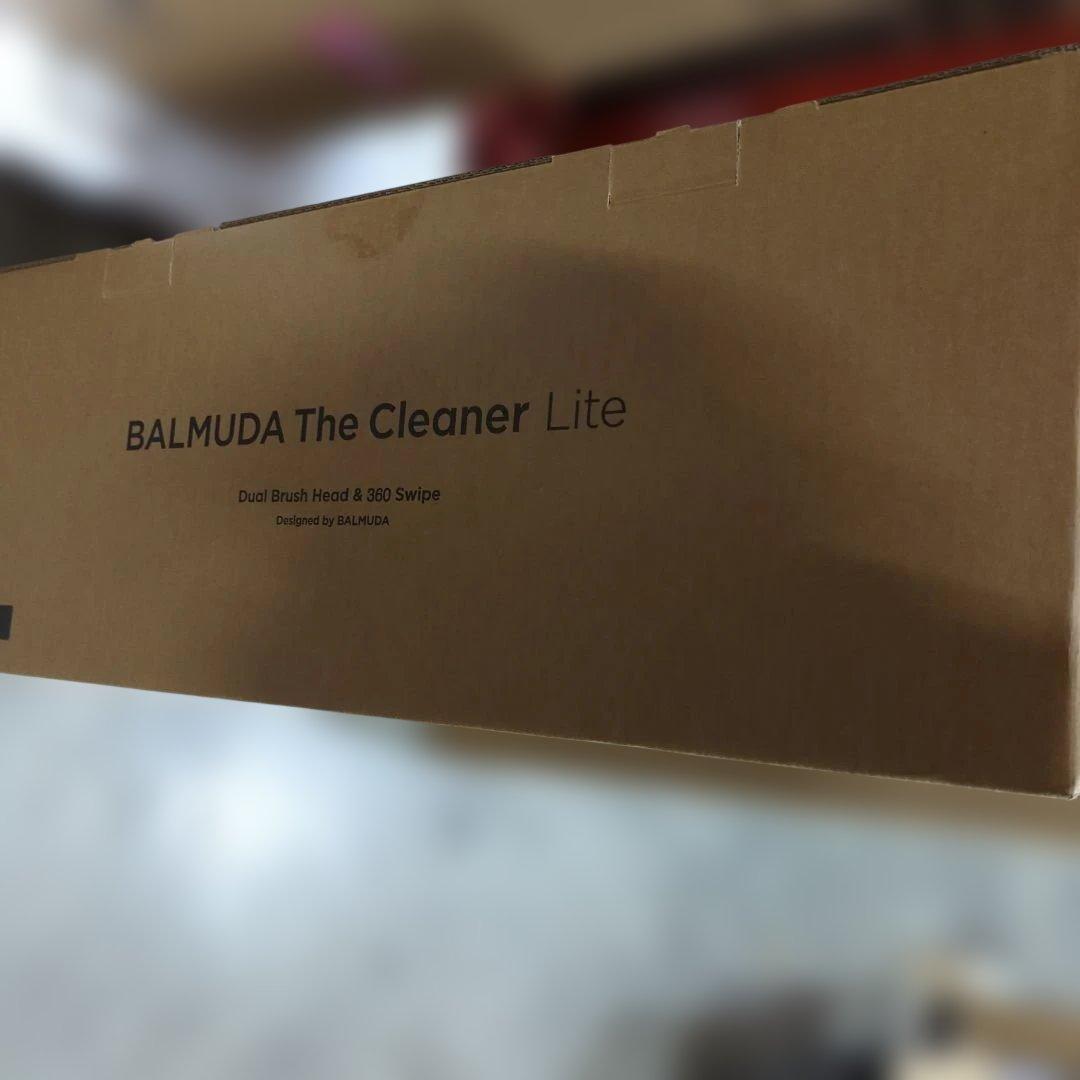 BALMUDA The Cleaner Lite
Dual Brush Head & 360 Swipe
Designed by BALMUDA